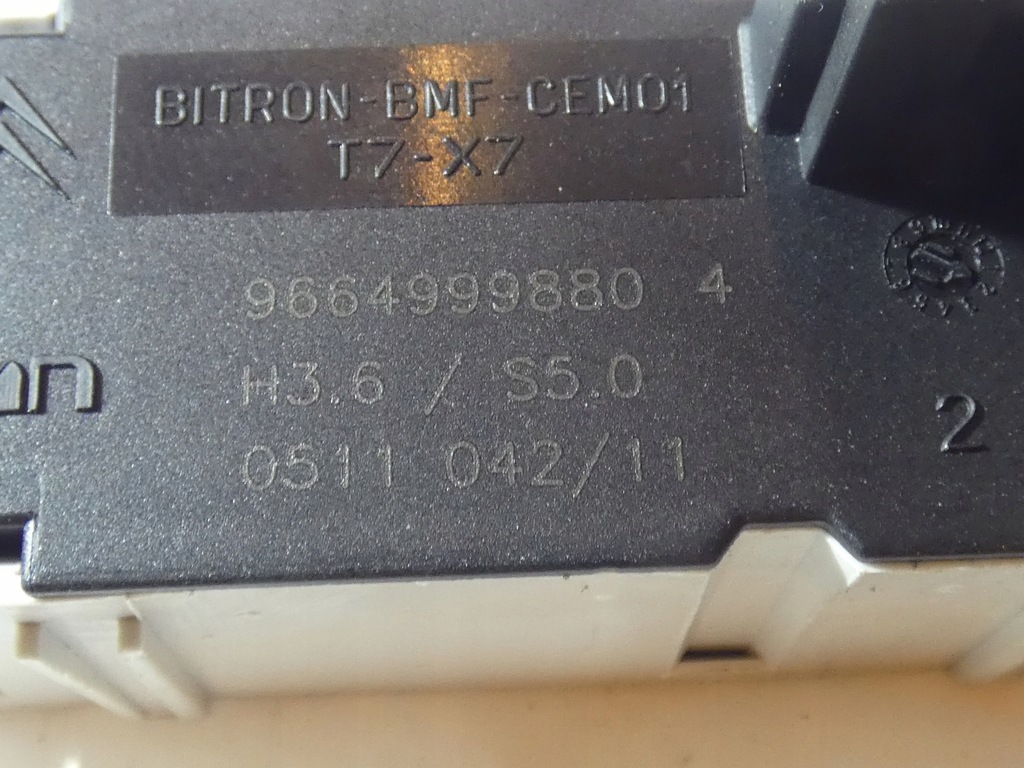 BITRON-BMF-CEM01
T7-X7
9664999880 4
H3.6 / S5.0
0511 042/11
2